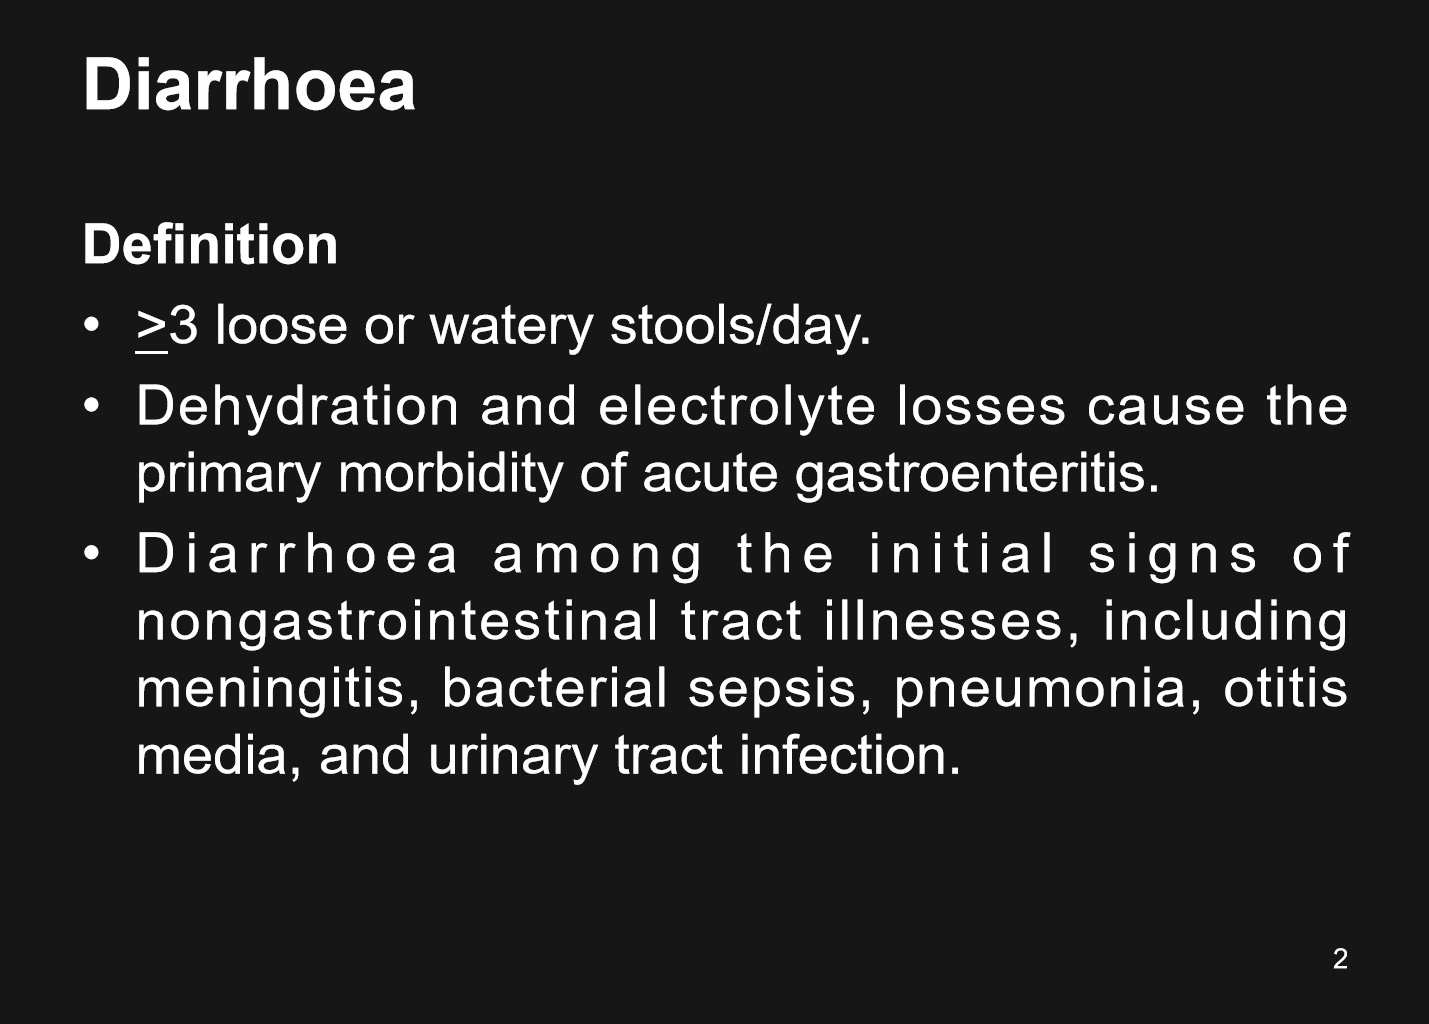 Diarrhoea
Definition
• >3 loose or watery stools/day.
• Dehydration and electrolyte losses cause the
primary morbidity of acute gastroenteritis.
• Diarrhoea among the initial signs of
nongastrointestinal tract illnesses, including
meningitis, bacterial sepsis, pneumonia, otitis
media, and urinary tract infection.
2